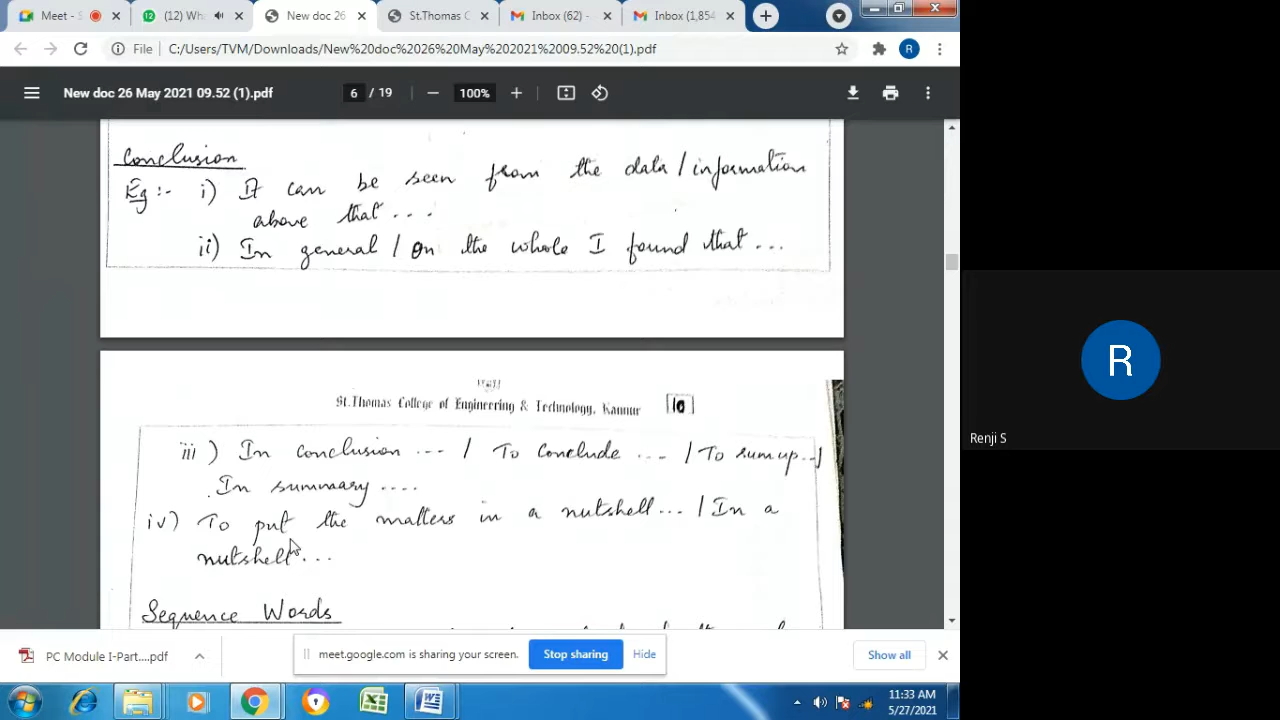 Meet - S
(12) Wh
New doc 26
St.Thomas C
Inbox (62) -
Inbox (1,854
File | C:/Users/TVM/Downloads/New%20doc%2026%20May%202021%2009.52%20(1).pdf
R
New doc 26 May 2021 09.52 (1).pdf
6 / 19
100%
Conclusion
Eg :- i) It can be seen from the data / information
above that ...
ii) In general / on the whole I found that ...
St.Thomas College of Engineering & Technology, Kannur
10
iii) In conclusion ... / To conclude ... / To sum up .../
In summary ....
iv) To put the matters in a nutshell ... / In a
nutshell ...
Sequence Words
R
Renji S
PC Module I-Part....pdf
meet.google.com is sharing your screen.
Stop sharing
Hide
Show all
11:33 AM
5/27/2021